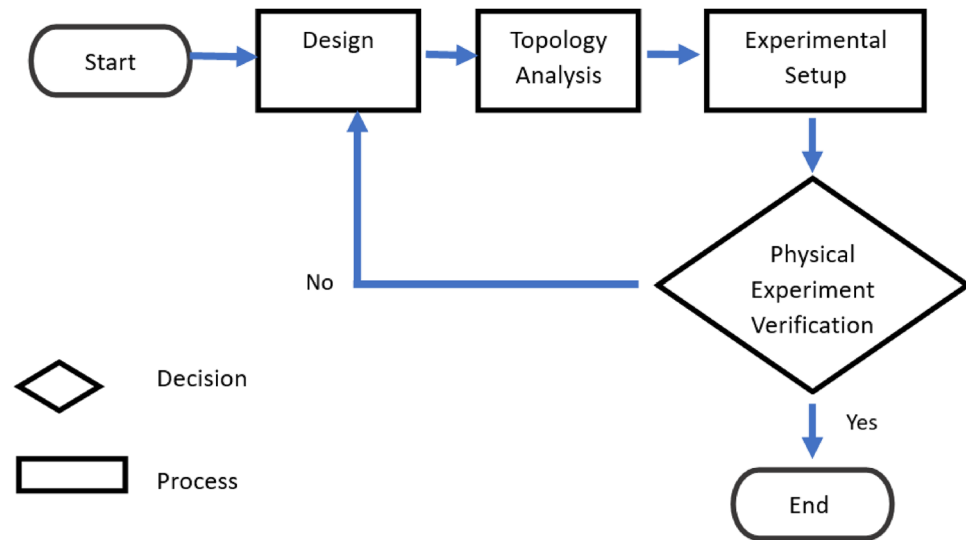 Start
Design
Topology
Analysis
Experimental
Setup
Physical
Experiment
Verification
No
Yes
End
Decision
Process